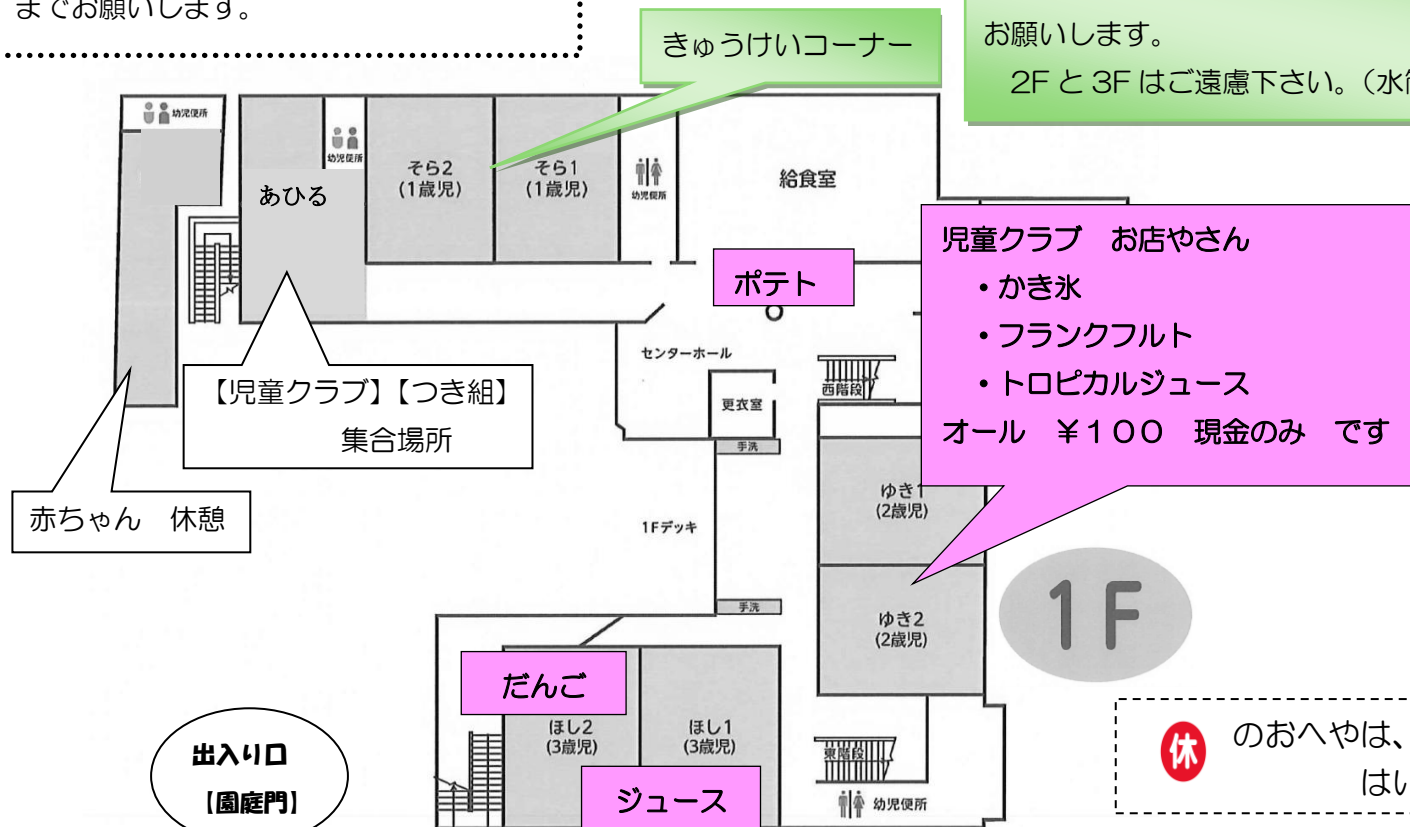 までお願いします。
きゅうけいコーナー
お願いします。
2F と 3F はご遠慮下さい。（水
幼児便所
幼児便所
あひる
そら2
(1歳児)
そら1
(1歳児)
幼児便所
給食室
ポテト
児童クラブ　お店やさん
・かき氷
・フランクフルト
・トロピカルジュース
オール　￥１００　現金のみ　です
センターホール
西階段
更衣室
手洗
【児童クラブ】【つき組】
集合場所
赤ちゃん　休憩
1Fデッキ
ゆき1
(2歳児)
手洗
ゆき2
(2歳児)
1F
だんご
ほし2
(3歳児)
ほし1
(3歳児)
ジュース
東階段
幼児便所
出入り口
【園庭門】
休 のおへやは、
はい